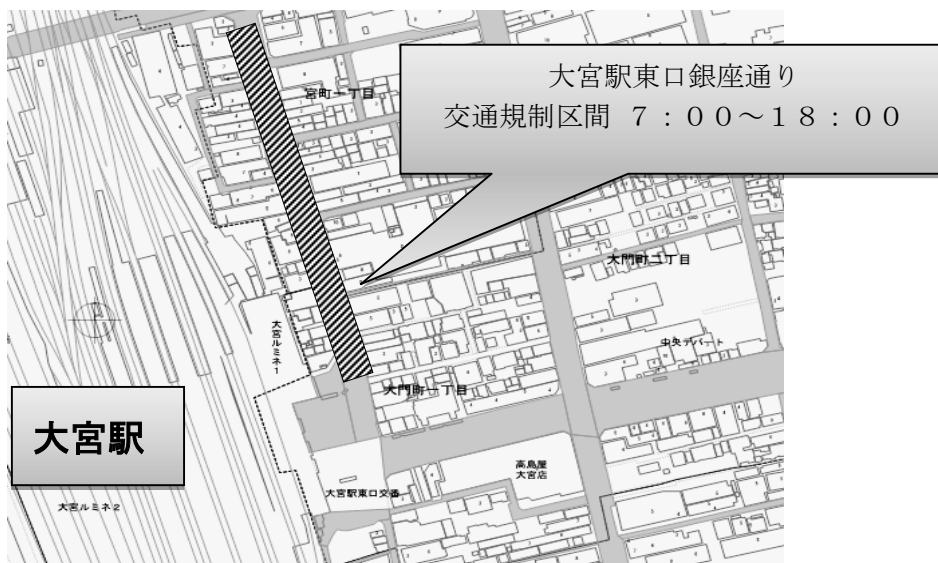 大宮駅東口銀座通り
交通規制区間 7:00~18:00
宮町一丁目
大門町二丁目
中央デパート
大宮ルミネ1
大門町一丁目
大宮駅
高島屋
大宮店
大宮駅東口交番
大宮ルミネ2